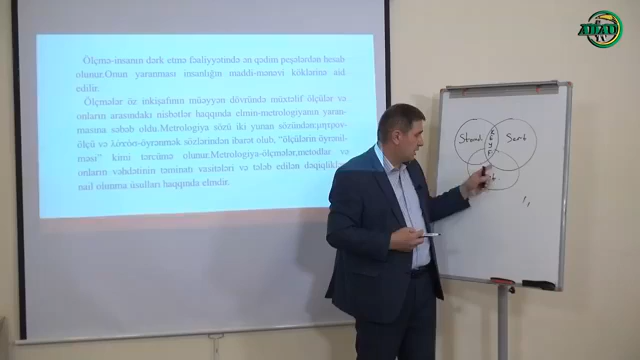 Ölçmə-insanın dərk etmə fəaliyyətində ən qədim peşələrdən hesab
olunur.Onun yaranması insanlığın maddi-mənəvi köklərinə aid
edilir.
Ölçmələr öz inkişafının müəyyən dövründə müxtəlif ölçülər və
onların arasındakı nisbətlər haqqında elmin-metrologiyanın yaran-
masına səbəb oldu.Metrologiya sözü iki yunan sözündən:μητροv-
ölçü və λόγος-öyrənmək sözlərindən ibarət olub, "ölçülərin öyrənil-
məsi" kimi tərcümə olunur.Metrologiya-ölçmələr,metodlar və
onların vəhdətinin təminatı vasitələri və tələb edilən dəqiqliklərə
nail olunma üsulları haqqında elmdir.
Stand
Sert